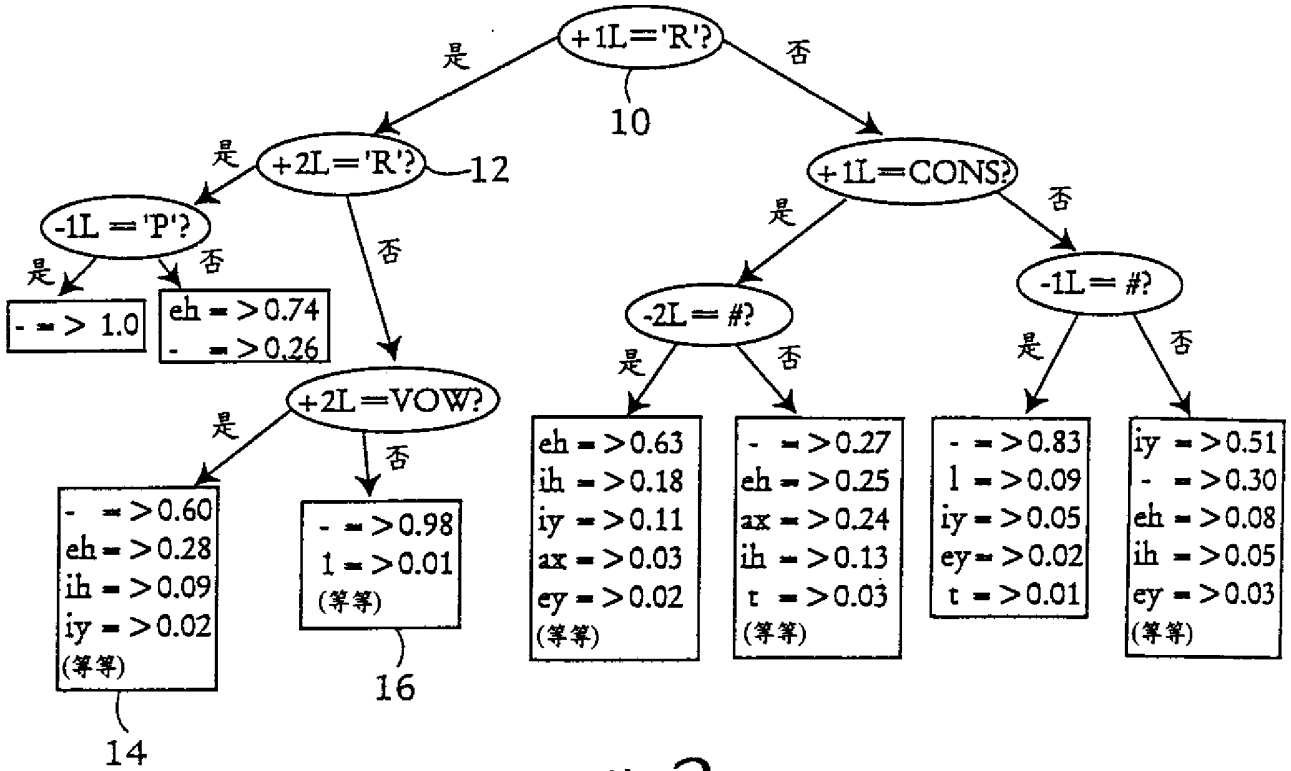 +1L═'R'?
是
否
10
+2L═'R'?
12
+1L═CONS?
是
否
是
否
-1L ═ 'P'?
-2L═ #?
-1L═ #?
是
否
- => 1.0
eh => 0.74
- => 0.26
+2L═VOW?
是
否
是
否
是
否
- => 0.60
eh => 0.28
ih => 0.09
iy => 0.02
(等等)
14
- => 0.98
l => 0.01
(等等)
16
eh => 0.63
ih => 0.18
iy => 0.11
ax => 0.03
ey => 0.02
(等等)
- => 0.27
eh => 0.25
ax => 0.24
ih => 0.13
t => 0.03
(等等)
- => 0.83
l => 0.09
iy => 0.05
ey => 0.02
t => 0.01
iy => 0.51
- => 0.30
eh => 0.08
ih => 0.05
ey => 0.03
(等等)